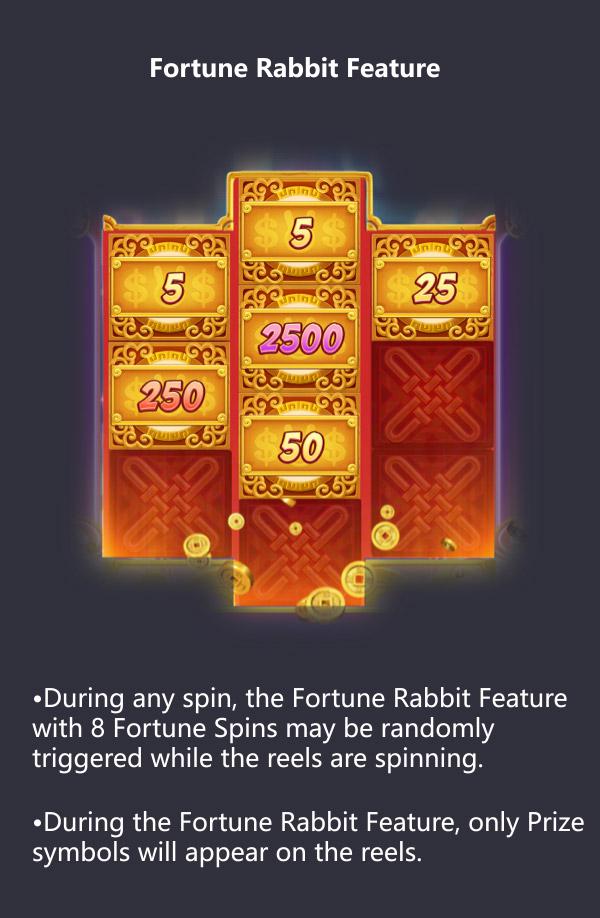 Fortune Rabbit Feature
5
5
25
2500
250
50
•During any spin, the Fortune Rabbit Feature
with 8 Fortune Spins may be randomly
triggered while the reels are spinning.
•During the Fortune Rabbit Feature, only Prize
symbols will appear on the reels.